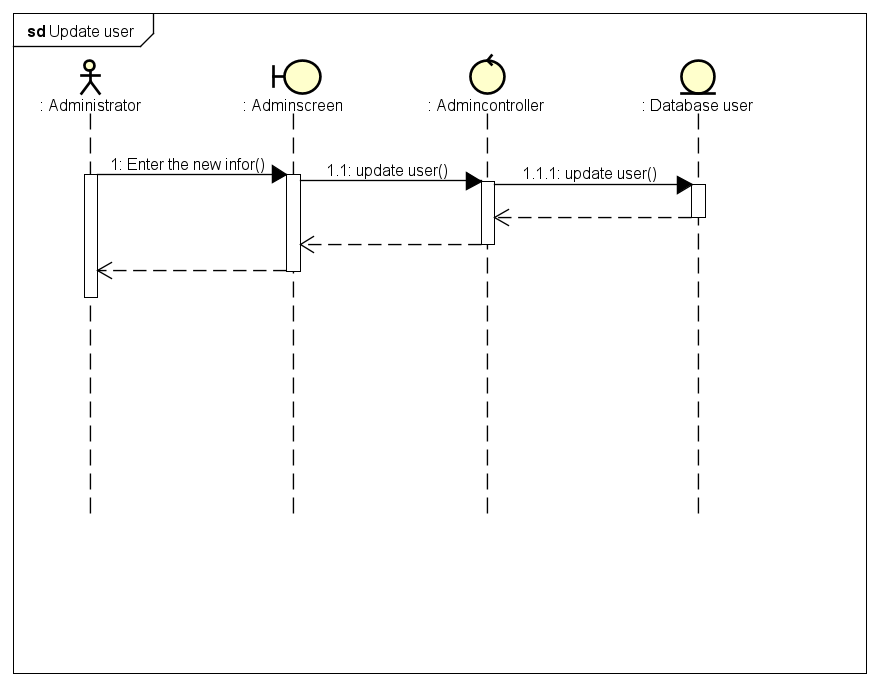 sd Update user
: Administrator
: Adminscreen
: Admincontroller
: Database user
1: Enter the new infor()
1.1: update user()
1.1.1: update user()